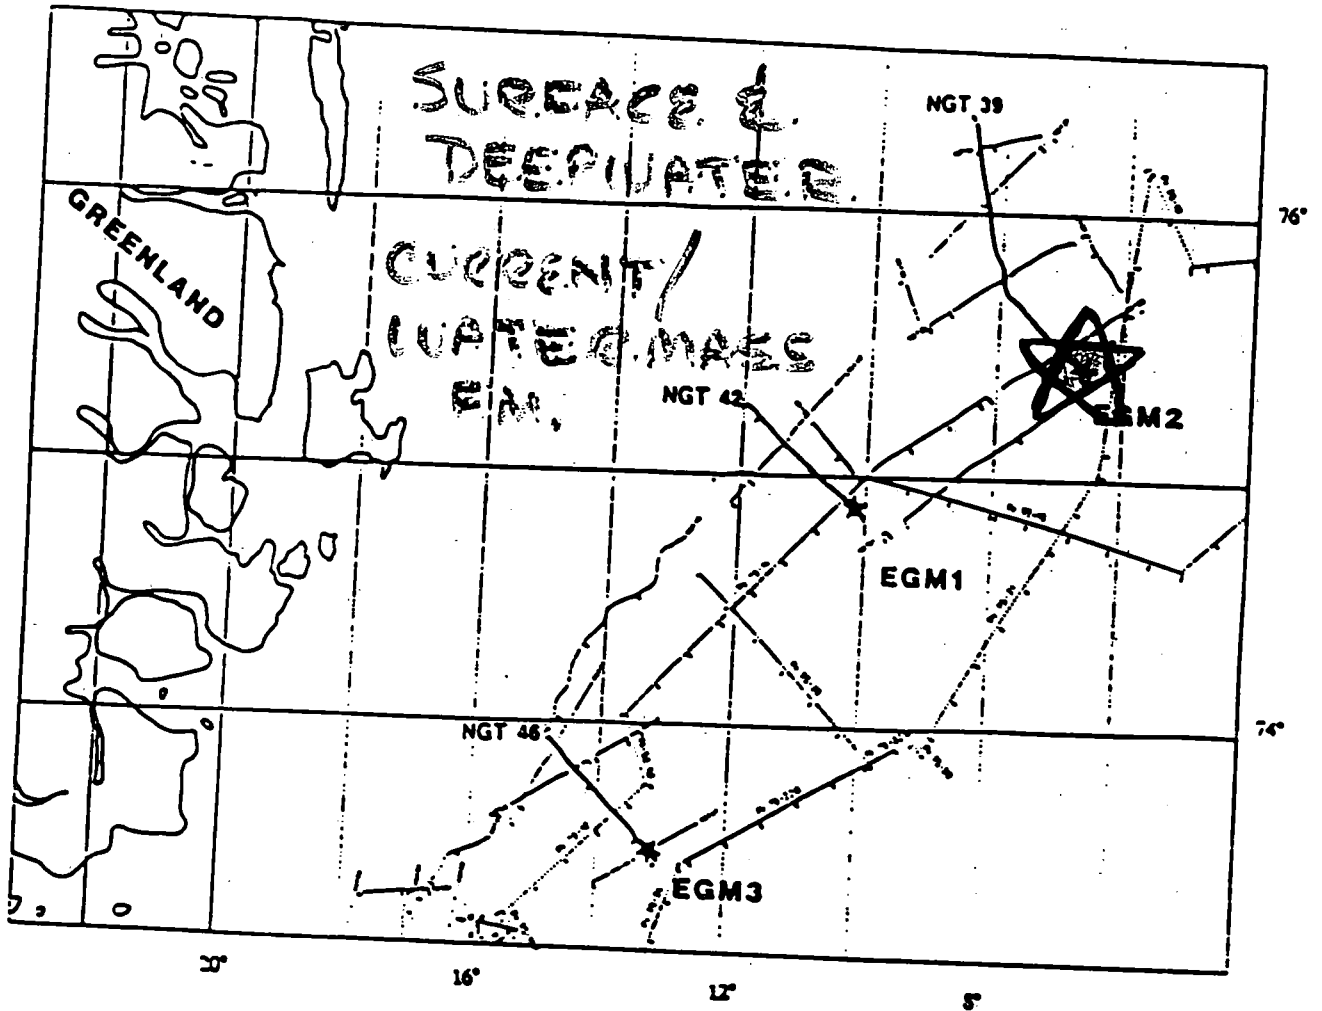 SURFACE &
DEEPWATER
NGT 39
76°
GREENLAND
CURRENT/
WATERMASS
FM.
NGT 42
EGM2
EGM1
NGT 46
74°
EGM3
20°
16°
12°
8°